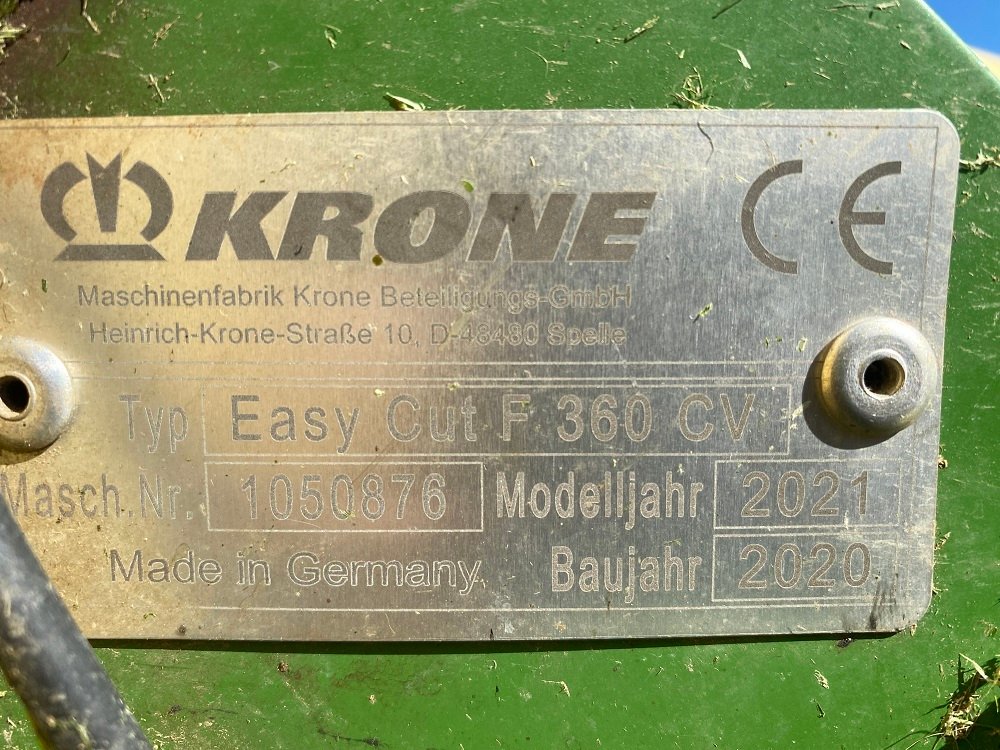 KRONE CE
Maschinenfabrik Krone Beteiligungs-GmbH
Heinrich-Krone-Straße 10, D-48480 Spelle
Typ Easy Cut F 360 CV
Masch.Nr. 1050876 Modelljahr 2021
Made in Germany Baujahr 2020